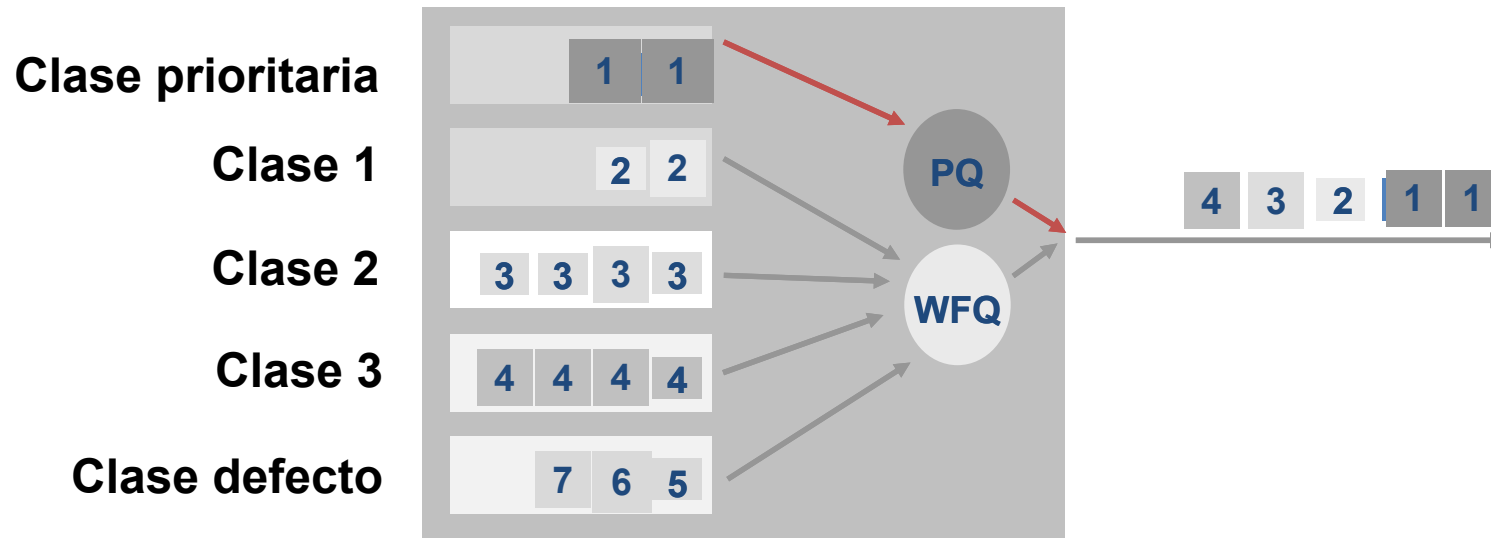 Clase prioritaria
1 1
Clase 1
2 2
PQ
4 3 2 1 1
Clase 2
3 3 3 3
WFQ
Clase 3
4 4 4 4
Clase defecto
7 6 5